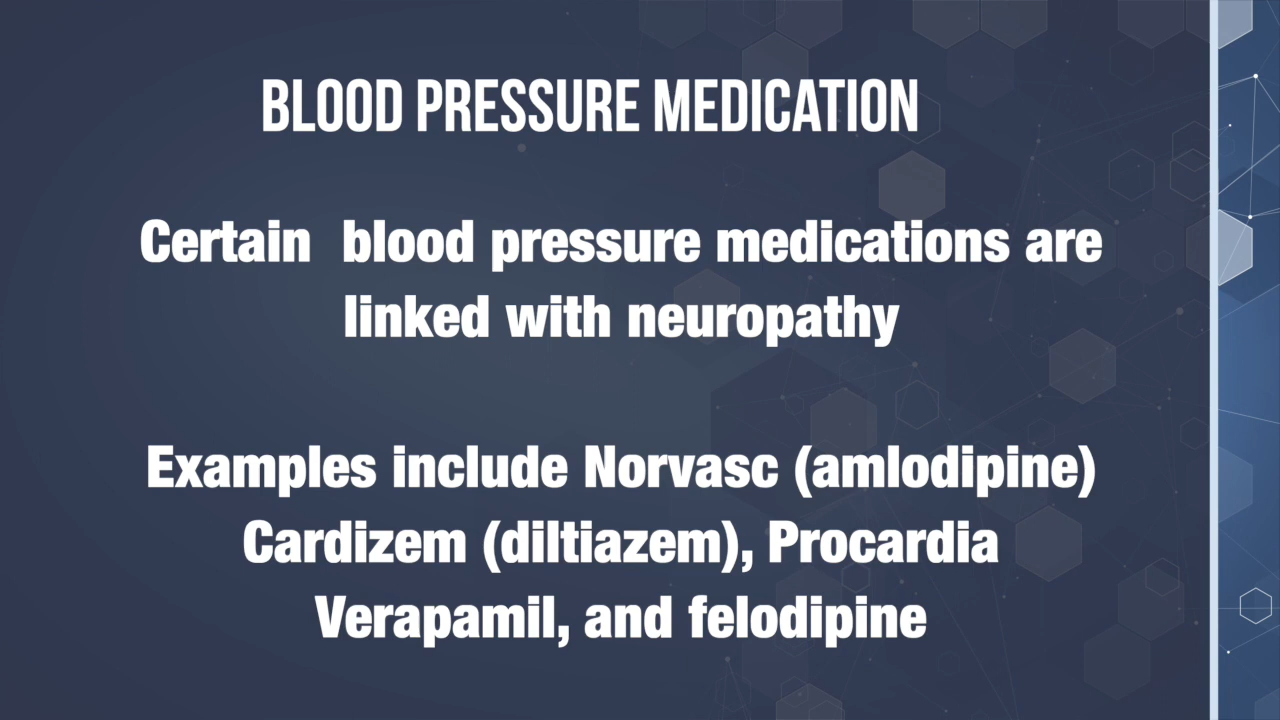 BLOOD PRESSURE MEDICATION
Certain  blood pressure medications are
linked with neuropathy
Examples include Norvasc (amlodipine)
Cardizem (diltiazem), Procardia
Verapamil, and felodipine